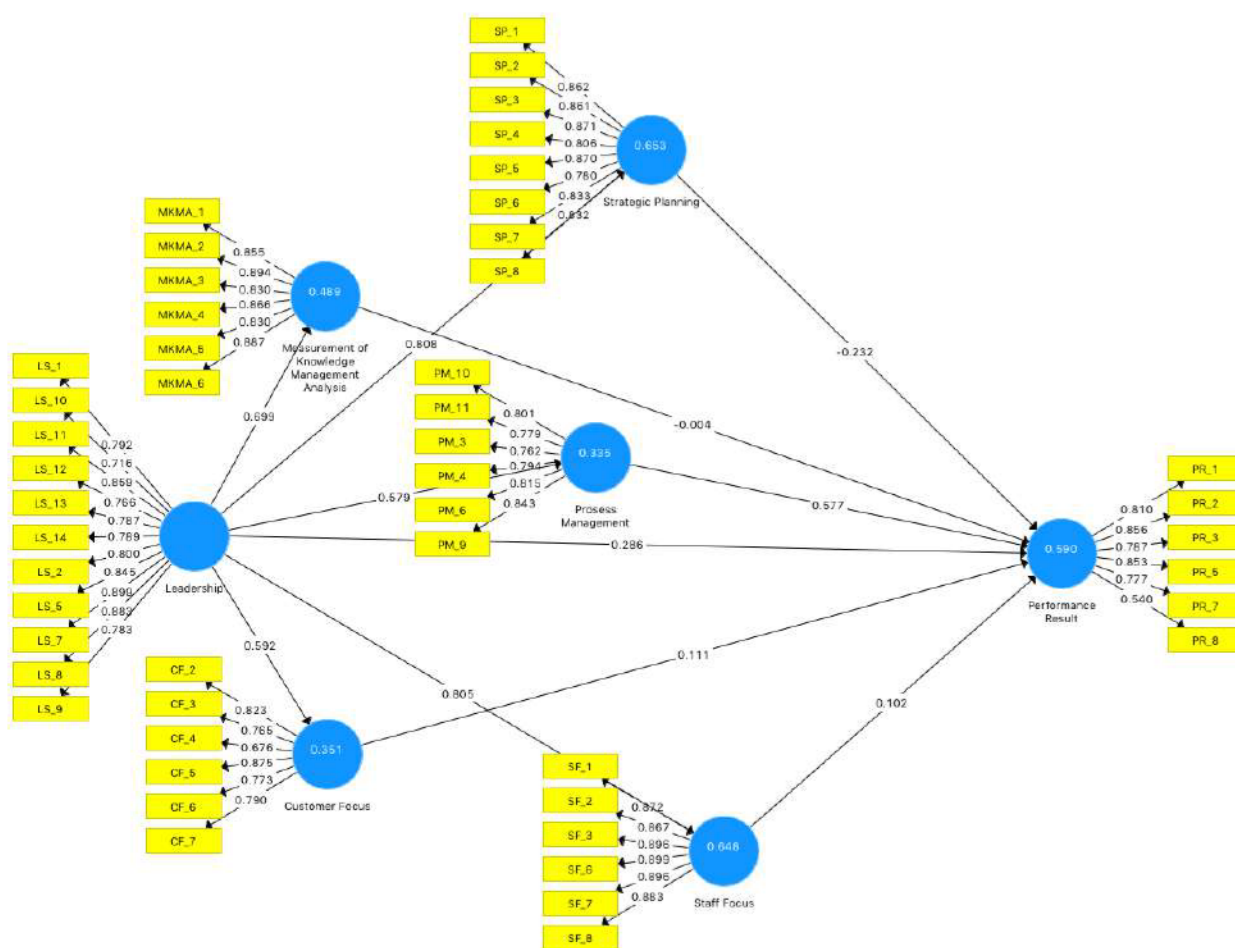 SP_1
SP_2
SP_3
SP_4
SP_5
SP_6
SP_7
SP_8
0.862
0.861
0.871
0.806
0.870
0.780
0.833
0.832
0.653
Strategic Planning
MKMA_1
MKMA_2
MKMA_3
MKMA_4
MKMA_5
MKMA_6
0.855
0.894
0.830
0.866
0.830
0.887
0.489
Measurement of
Knowledge
Management
Analysis
0.808
-0.232
-0.004
0.699
LS_1
LS_10
LS_11
LS_12
LS_13
LS_14
LS_2
LS_5
LS_7
LS_8
LS_9
0.792
0.716
0.859
0.766
0.787
0.789
0.800
0.845
0.899
0.883
0.783
Leadership
PM_10
PM_11
PM_3
PM_4
PM_6
PM_9
0.801
0.779
0.762
0.794
0.815
0.843
0.335
Prosess
Management
0.579
0.577
0.286
PR_1
PR_2
PR_3
PR_5
PR_7
PR_8
0.810
0.856
0.787
0.853
0.777
0.540
0.590
Performance
Result
0.592
0.111
0.805
0.102
CF_2
CF_3
CF_4
CF_5
CF_6
CF_7
0.823
0.765
0.676
0.875
0.773
0.790
0.351
Customer Focus
SF_1
SF_2
SF_3
SF_6
SF_7
SF_8
0.872
0.867
0.896
0.899
0.896
0.883
0.648
Staff Focus